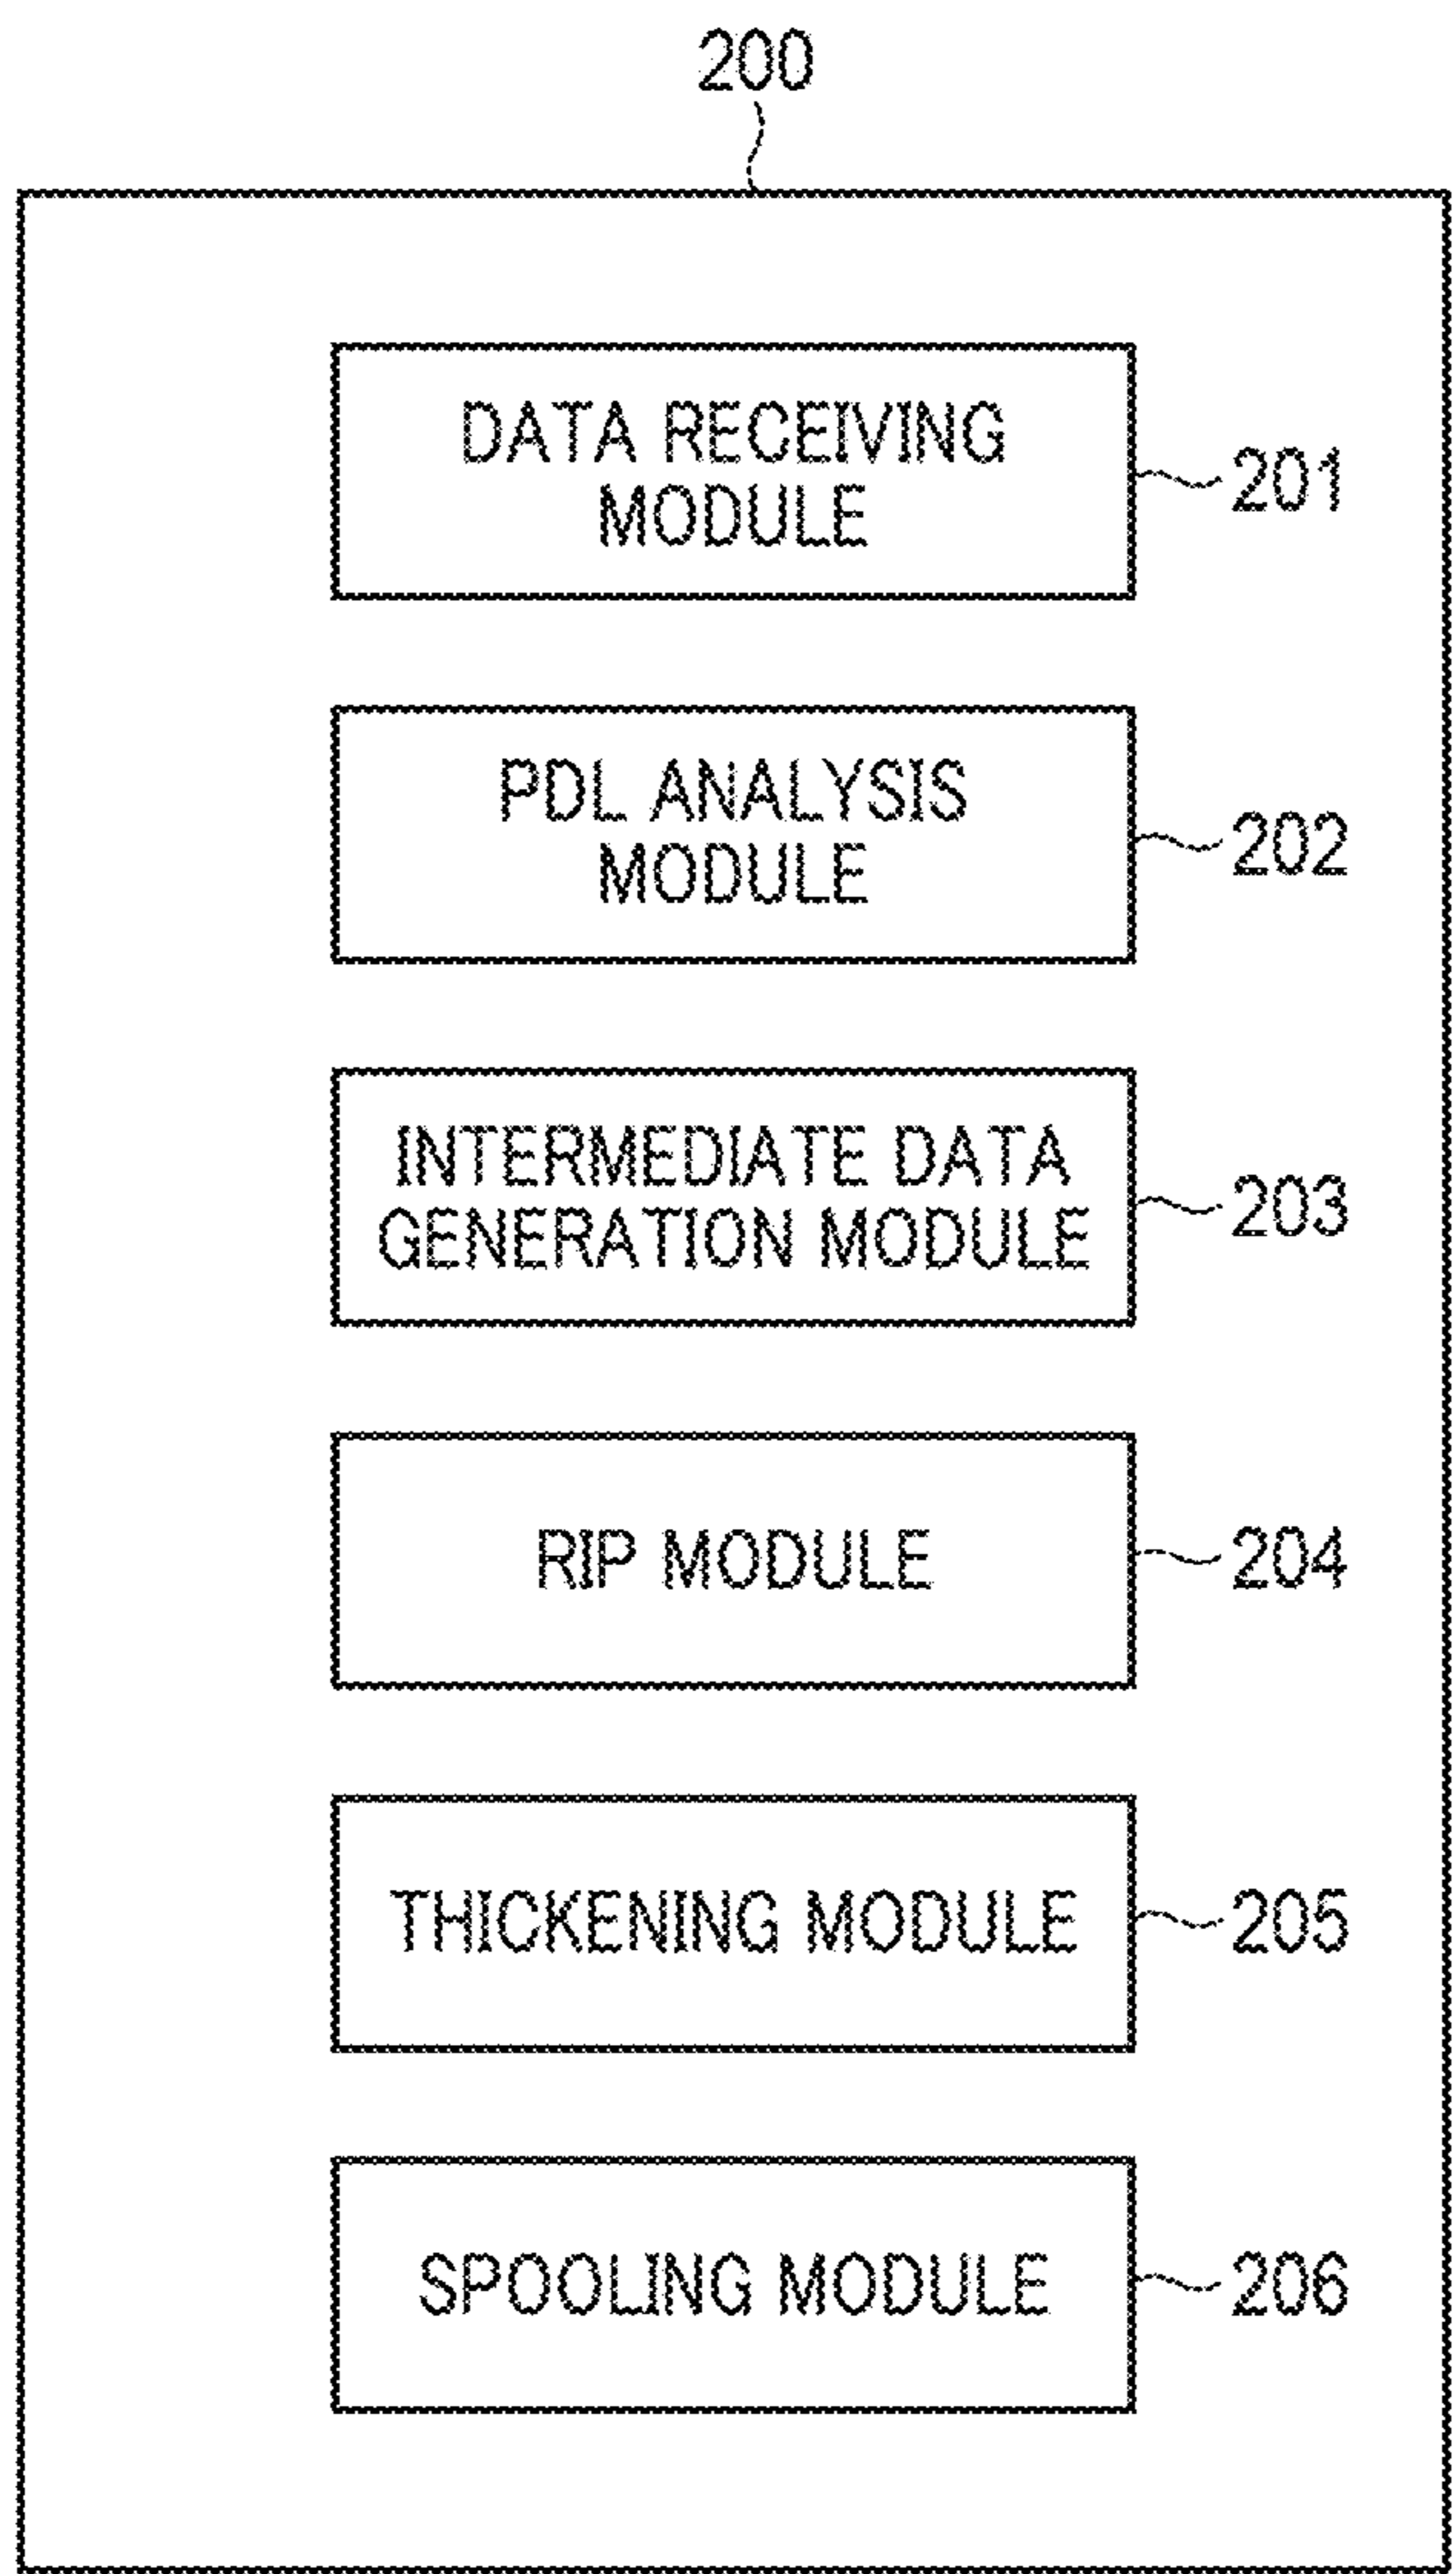 200
DATA RECEIVING
MODULE
201
PDL ANALYSIS
MODULE
202
INTERMEDIATE DATA
GENERATION MODULE
203
RIP MODULE
204
THICKENING MODULE
205
SPOOLING MODULE
206